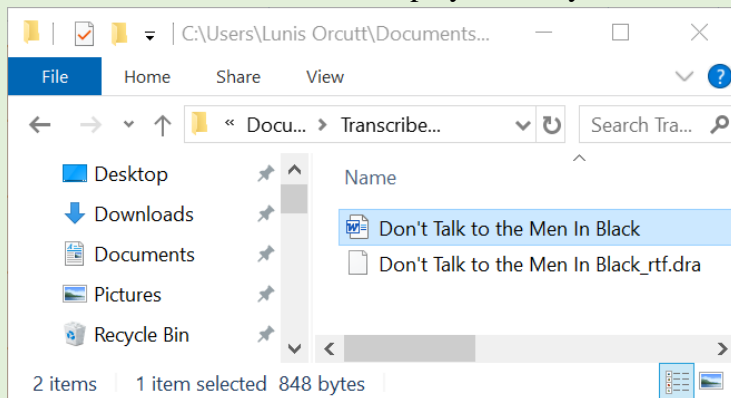 C:\Users\Lunis Orcutt\Documents...
File Home Share View
« Docu... > Transcribe... Search Tra...
Desktop
Downloads
Documents
Pictures
Recycle Bin
Name
Don't Talk to the Men In Black
Don't Talk to the Men In Black_rtf.dra
2 items 1 item selected 848 bytes